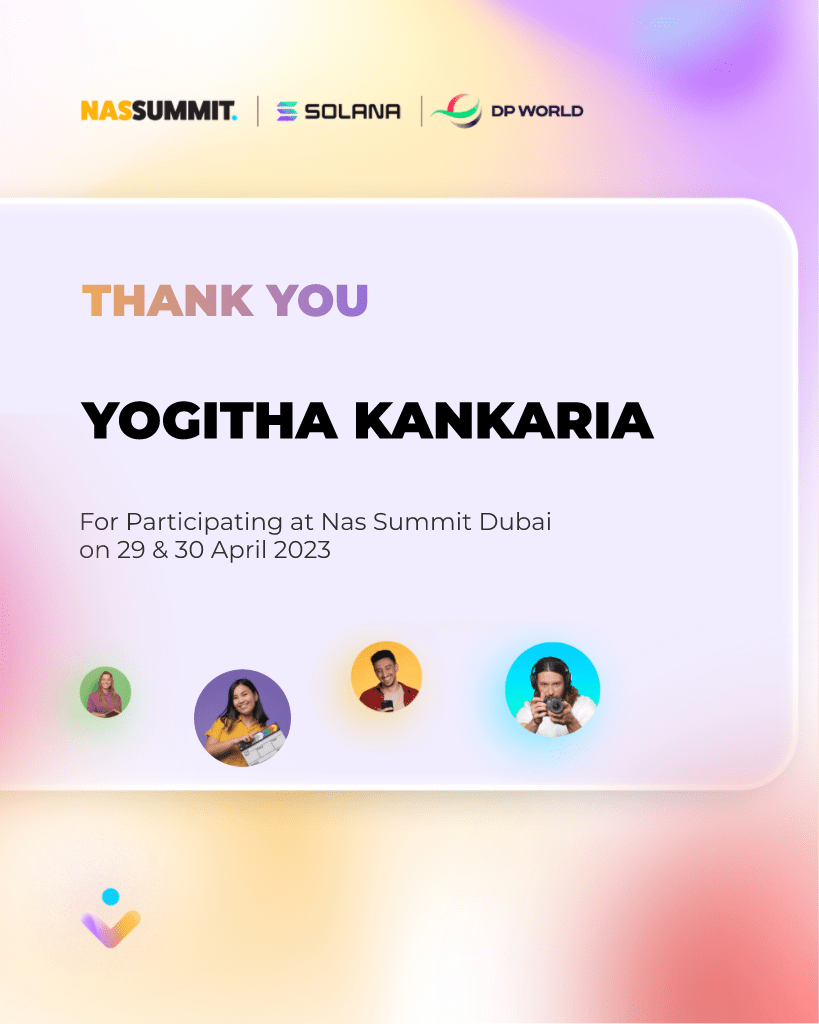 NASSUMMIT. | SOLANA | DP WORLD
THANK YOU
YOGITHA KANKARIA
For Participating at Nas Summit Dubai
on 29 & 30 April 2023